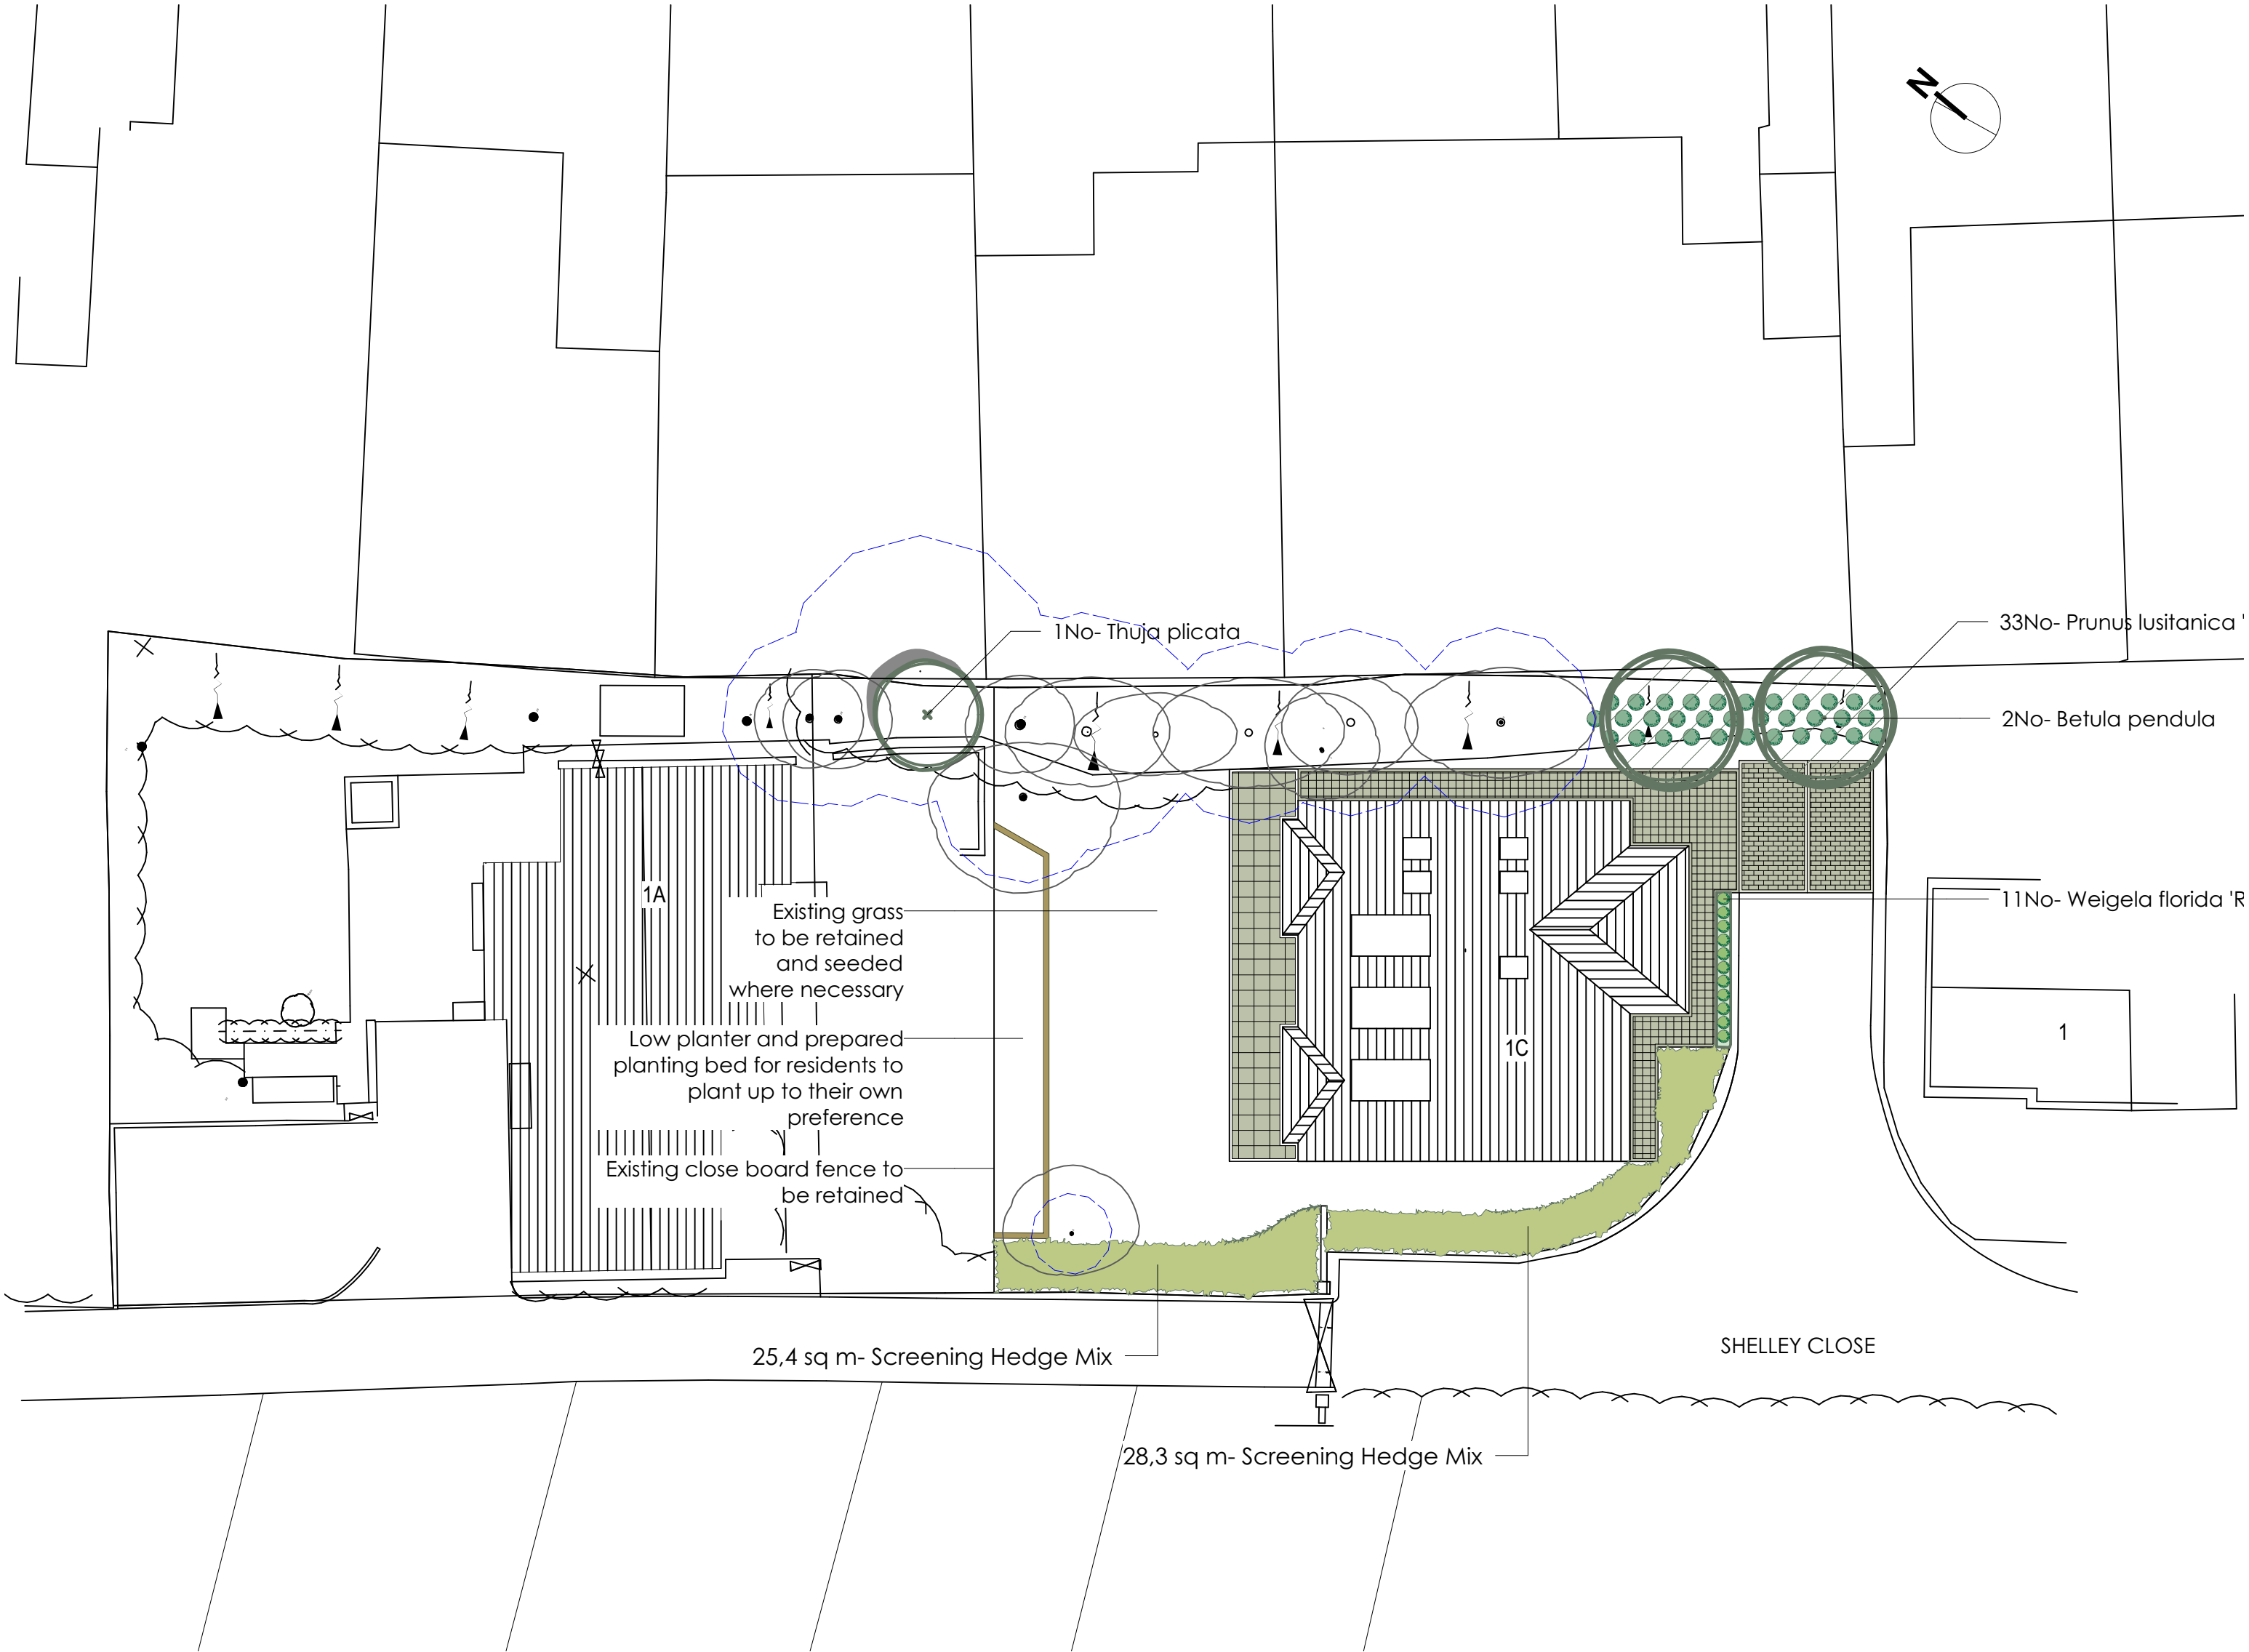 N
1No- Thuja plicata
33No- Prunus lusitanica '
2No- Betula pendula
1A
11No- Weigela florida 'R
Existing grass
to be retained
and seeded
where necessary
Low planter and prepared
planting bed for residents to
plant up to their own
preference
1C
1
Existing close board fence to
be retained
25,4 sq m- Screening Hedge Mix
SHELLEY CLOSE
28,3 sq m- Screening Hedge Mix